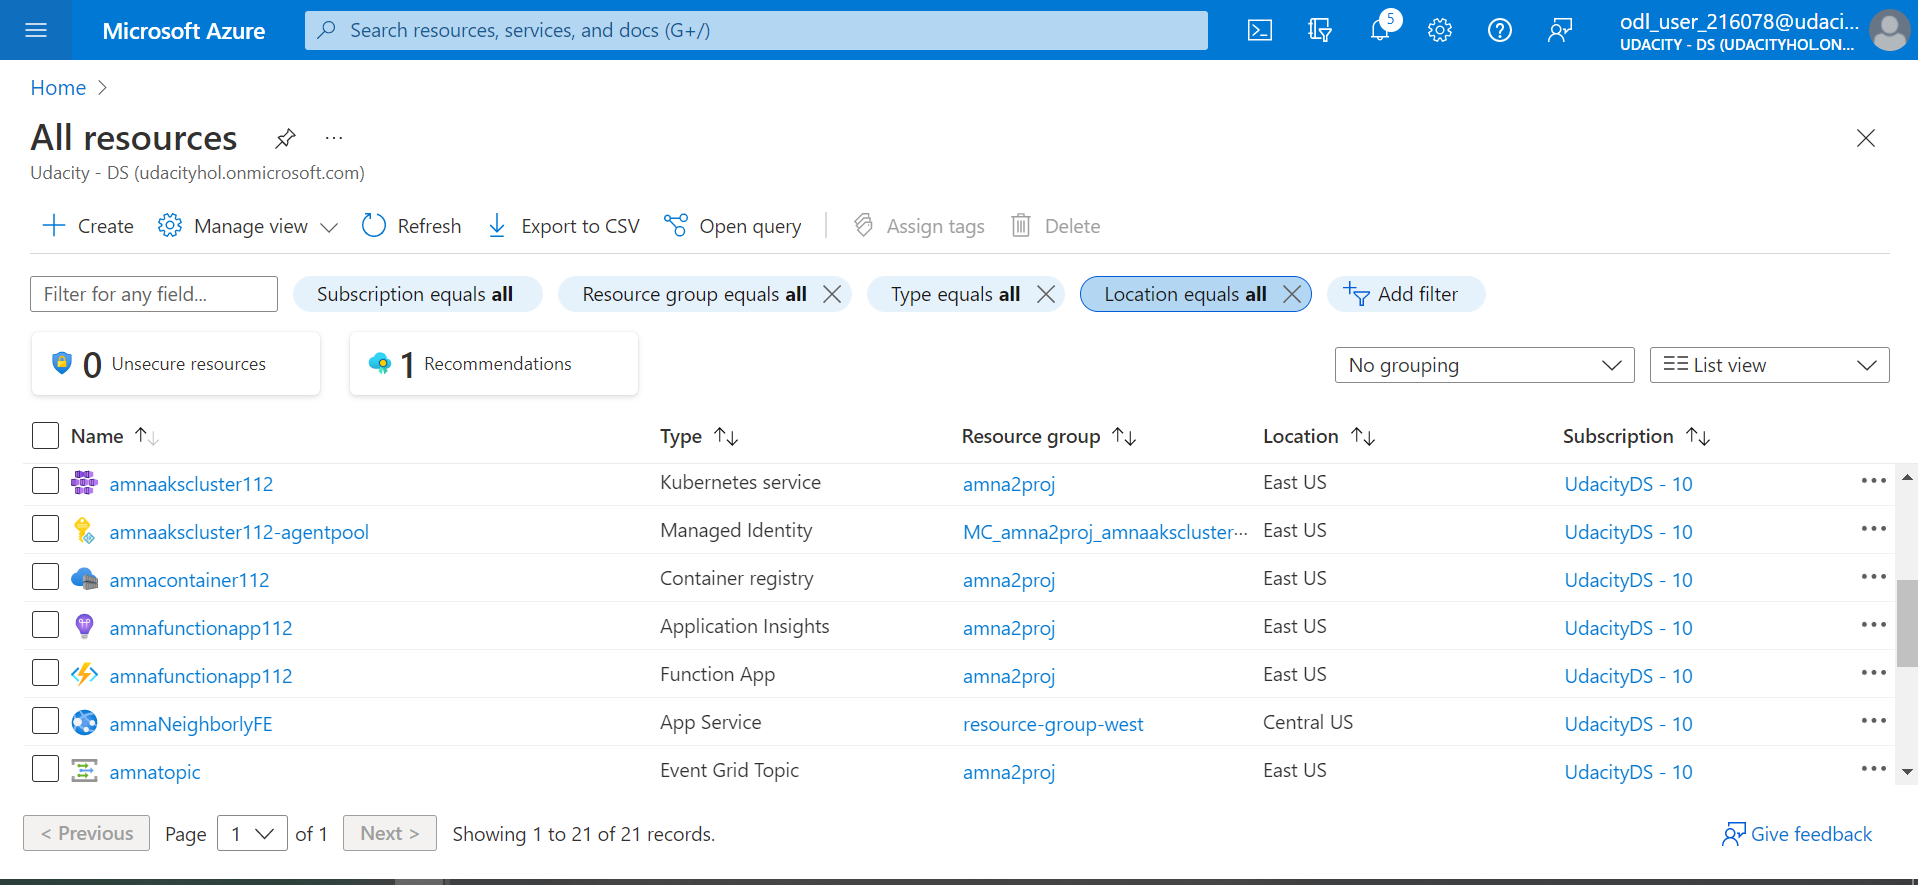 Microsoft Azure
Search resources, services, and docs (G+/)
5
odl_user_216078@udaci...
UDACITY - DS (UDACITYHOL.ON...
Home >
All resources ...
Udacity - DS (udacityhol.onmicrosoft.com)
Create Manage view Refresh Export to CSV Open query Assign tags Delete
Filter for any field... Subscription equals all Resource group equals all Type equals all Location equals all Add filter
0 Unsecure resources 1 Recommendations No grouping List view
Name Type Resource group Location Subscription
amnaakscluster112 Kubernetes service amna2proj East US UdacityDS - 10 ...
amnaakscluster112-agentpool Managed Identity MC_amna2proj_amnaakscluster... East US UdacityDS - 10 ...
amnacontainer112 Container registry amna2proj East US UdacityDS - 10 ...
amnafunctionapp112 Application Insights amna2proj East US UdacityDS - 10 ...
amnafunctionapp112 Function App amna2proj East US UdacityDS - 10 ...
amnaNeighborlyFE App Service resource-group-west Central US UdacityDS - 10 ...
amnatopic Event Grid Topic amna2proj East US UdacityDS - 10 ...
< Previous Page 1 of 1 Next > Showing 1 to 21 of 21 records. Give feedback